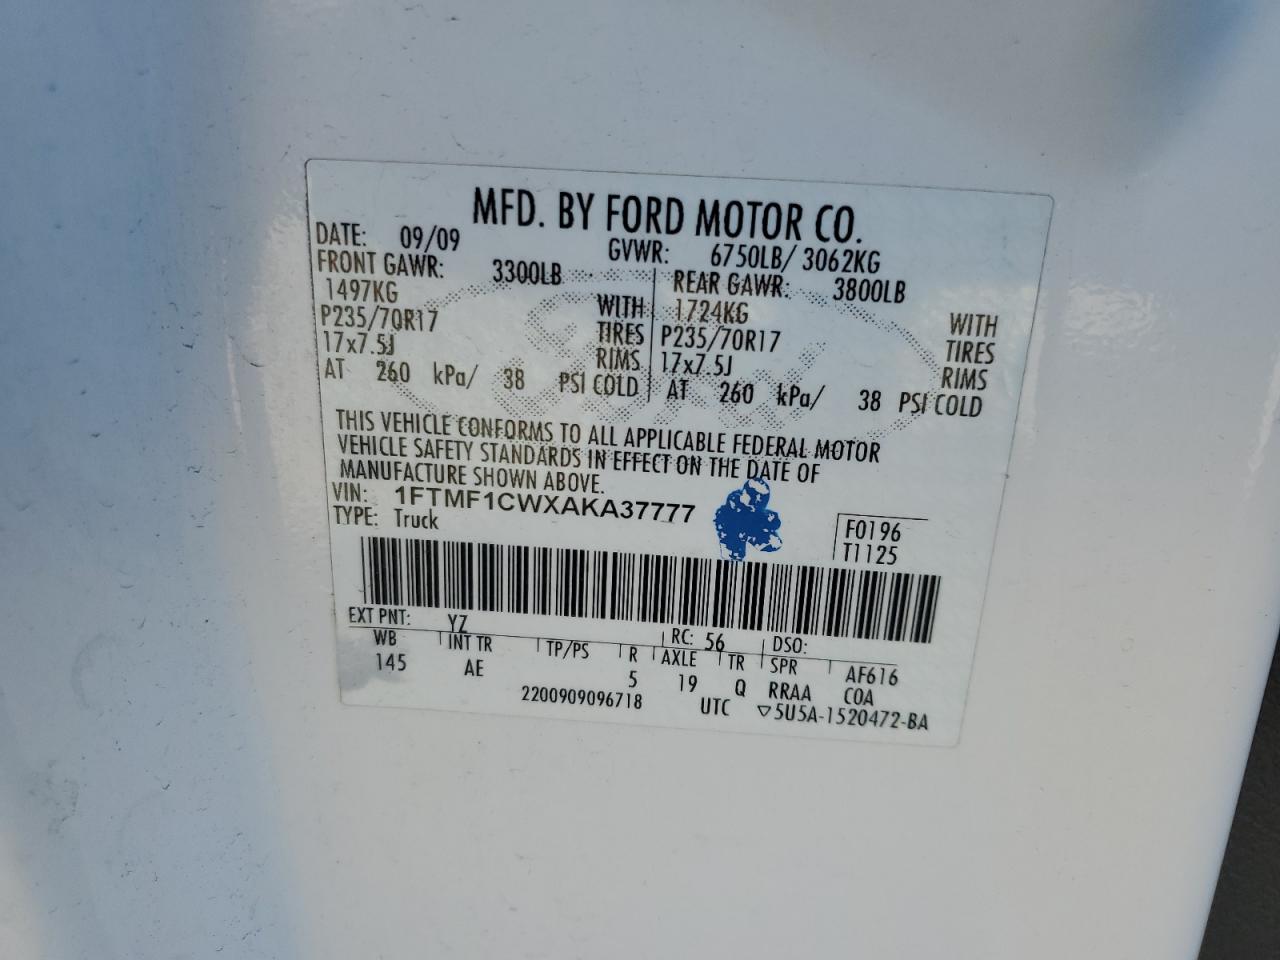 MFD. BY FORD MOTOR CO.
DATE: 09/09 GVWR: 6750LB/ 3062KG
FRONT GAWR: 3300LB REAR GAWR: 3800LB
1497KG WITH 1724KG WITH
P235/70R17 TIRES P235/70R17 TIRES
17x7.5J RIMS 17x7.5J RIMS
AT 260 kPa/ 38 PSI COLD AT 260 kPa/ 38 PSI COLD
THIS VEHICLE CONFORMS TO ALL APPLICABLE FEDERAL MOTOR
VEHICLE SAFETY STANDARDS IN EFFECT ON THE DATE OF
MANUFACTURE SHOWN ABOVE.
VIN: 1FTMF1CWXAKA37777
TYPE: Truck
F0196
T1125
EXT PNT: YZ RC: 56 DSO:
WB INT TR TP/PS R AXLE TR SPR AF616
145 AE 5 19 Q RRAA COA
2200909096718 UTC ▽5U5A-1520472-BA